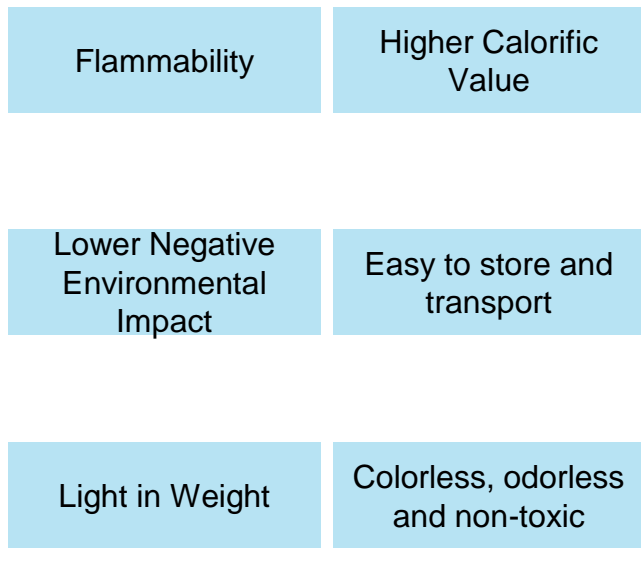 Flammability
Higher Calorific
Value
Lower Negative
Environmental
Impact
Easy to store and
transport
Light in Weight
Colorless, odorless
and non-toxic